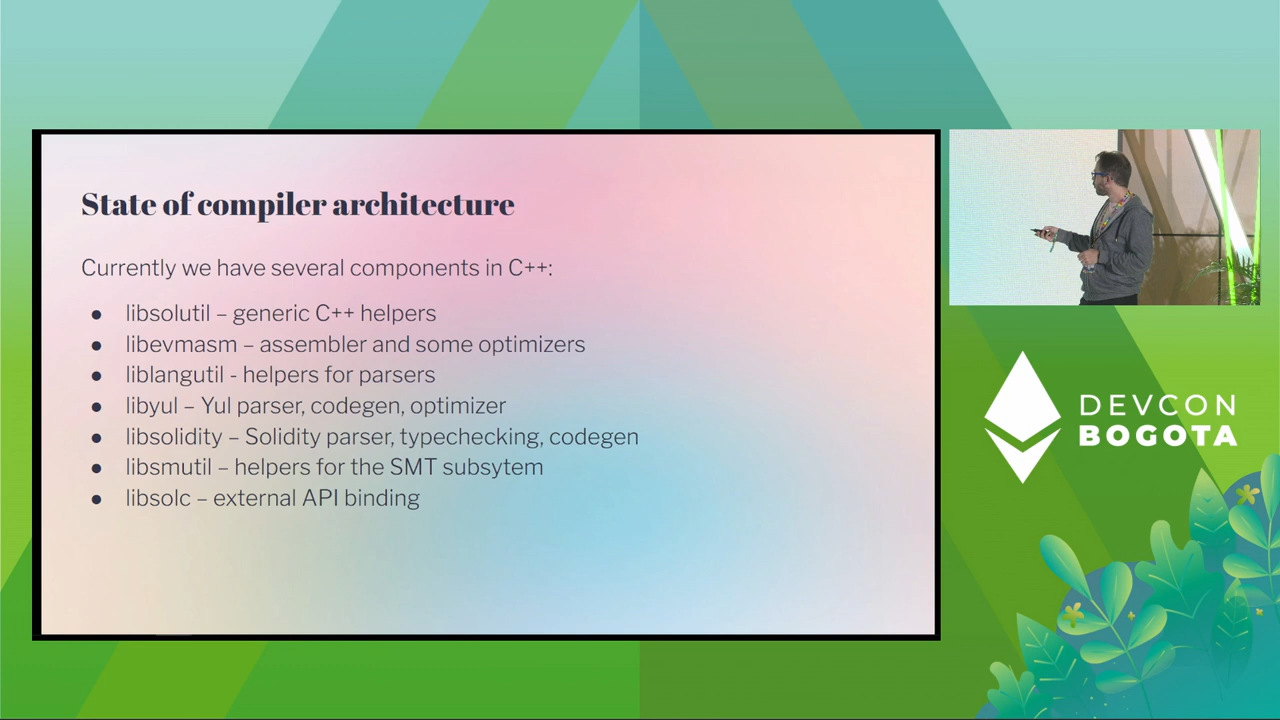 State of compiler architecture
Currently we have several components in C++:
● libsolutil – generic C++ helpers
● libevmasm – assembler and some optimizers
● liblangutil - helpers for parsers
● libyul – Yul parser, codegen, optimizer
● libsolidity – Solidity parser, typechecking, codegen
● libsmutil – helpers for the SMT subsytem
● libsolc – external API binding
DEVCON
BOGOTA